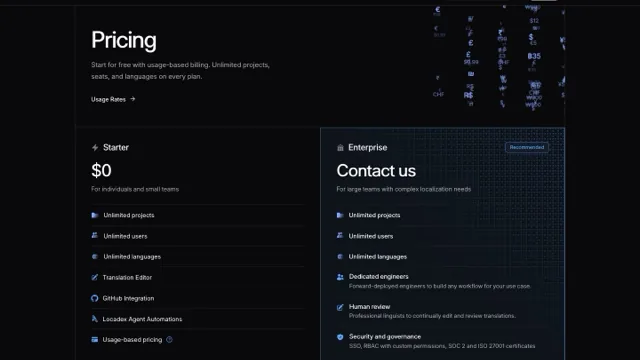 Pricing
Start for free with usage-based billing. Unlimited projects,
seats, and languages on every plan.
Usage Rates →
€
$12
€5
$
฿35
£
CHF
R$
CHF
Starter
$0
For individuals and small teams
Unlimited projects
Unlimited users
Unlimited languages
Translation Editor
GitHub Integration
Locadex Agent Automations
Usage-based pricing
Enterprise
Recommended
Contact us
For large teams with complex localization needs
Unlimited projects
Unlimited users
Unlimited languages
Dedicated engineers
Forward-deployed engineers to build any workflow for your use case.
Human review
Professional linguists to continually edit and review translations.
Security and governance
SSO, RBAC with custom permissions, SOC 2 and ISO 27001 certificates